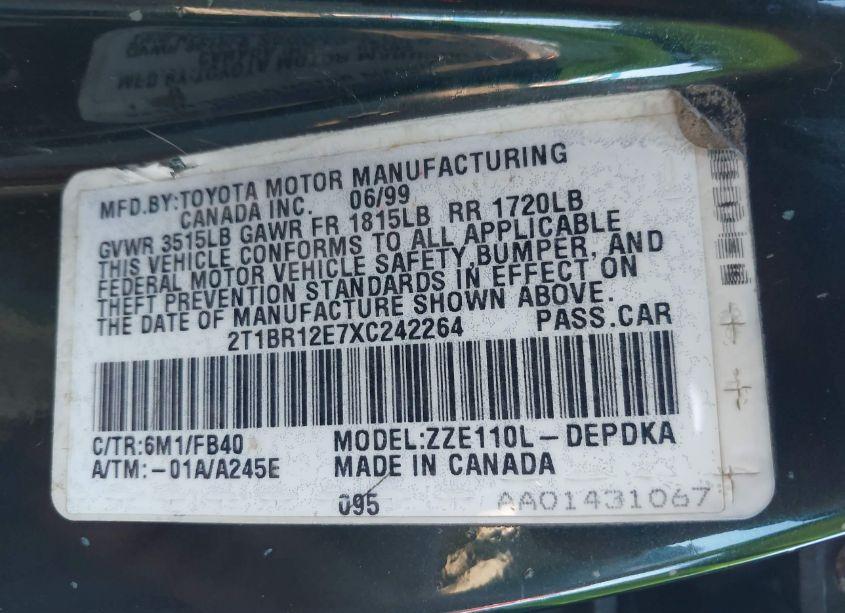 MFD.BY:TOYOTA MOTOR MANUFACTURING
CANADA INC. 06/99
GVWR 3515LB GAWR FR 1815LB RR 1720LB
THIS VEHICLE CONFORMS TO ALL APPLICABLE
FEDERAL MOTOR VEHICLE SAFETY,BUMPER, AND
THEFT PREVENTION STANDARDS IN EFFECT ON
THE DATE OF MANUFACTURE SHOWN ABOVE.
2T1BR12E7XC242264 PASS.CAR
C/TR:6M1/FB40 MODEL:ZZE110L-DEPDKA
A/TM:-01A/A245E MADE IN CANADA
095 AA01431067